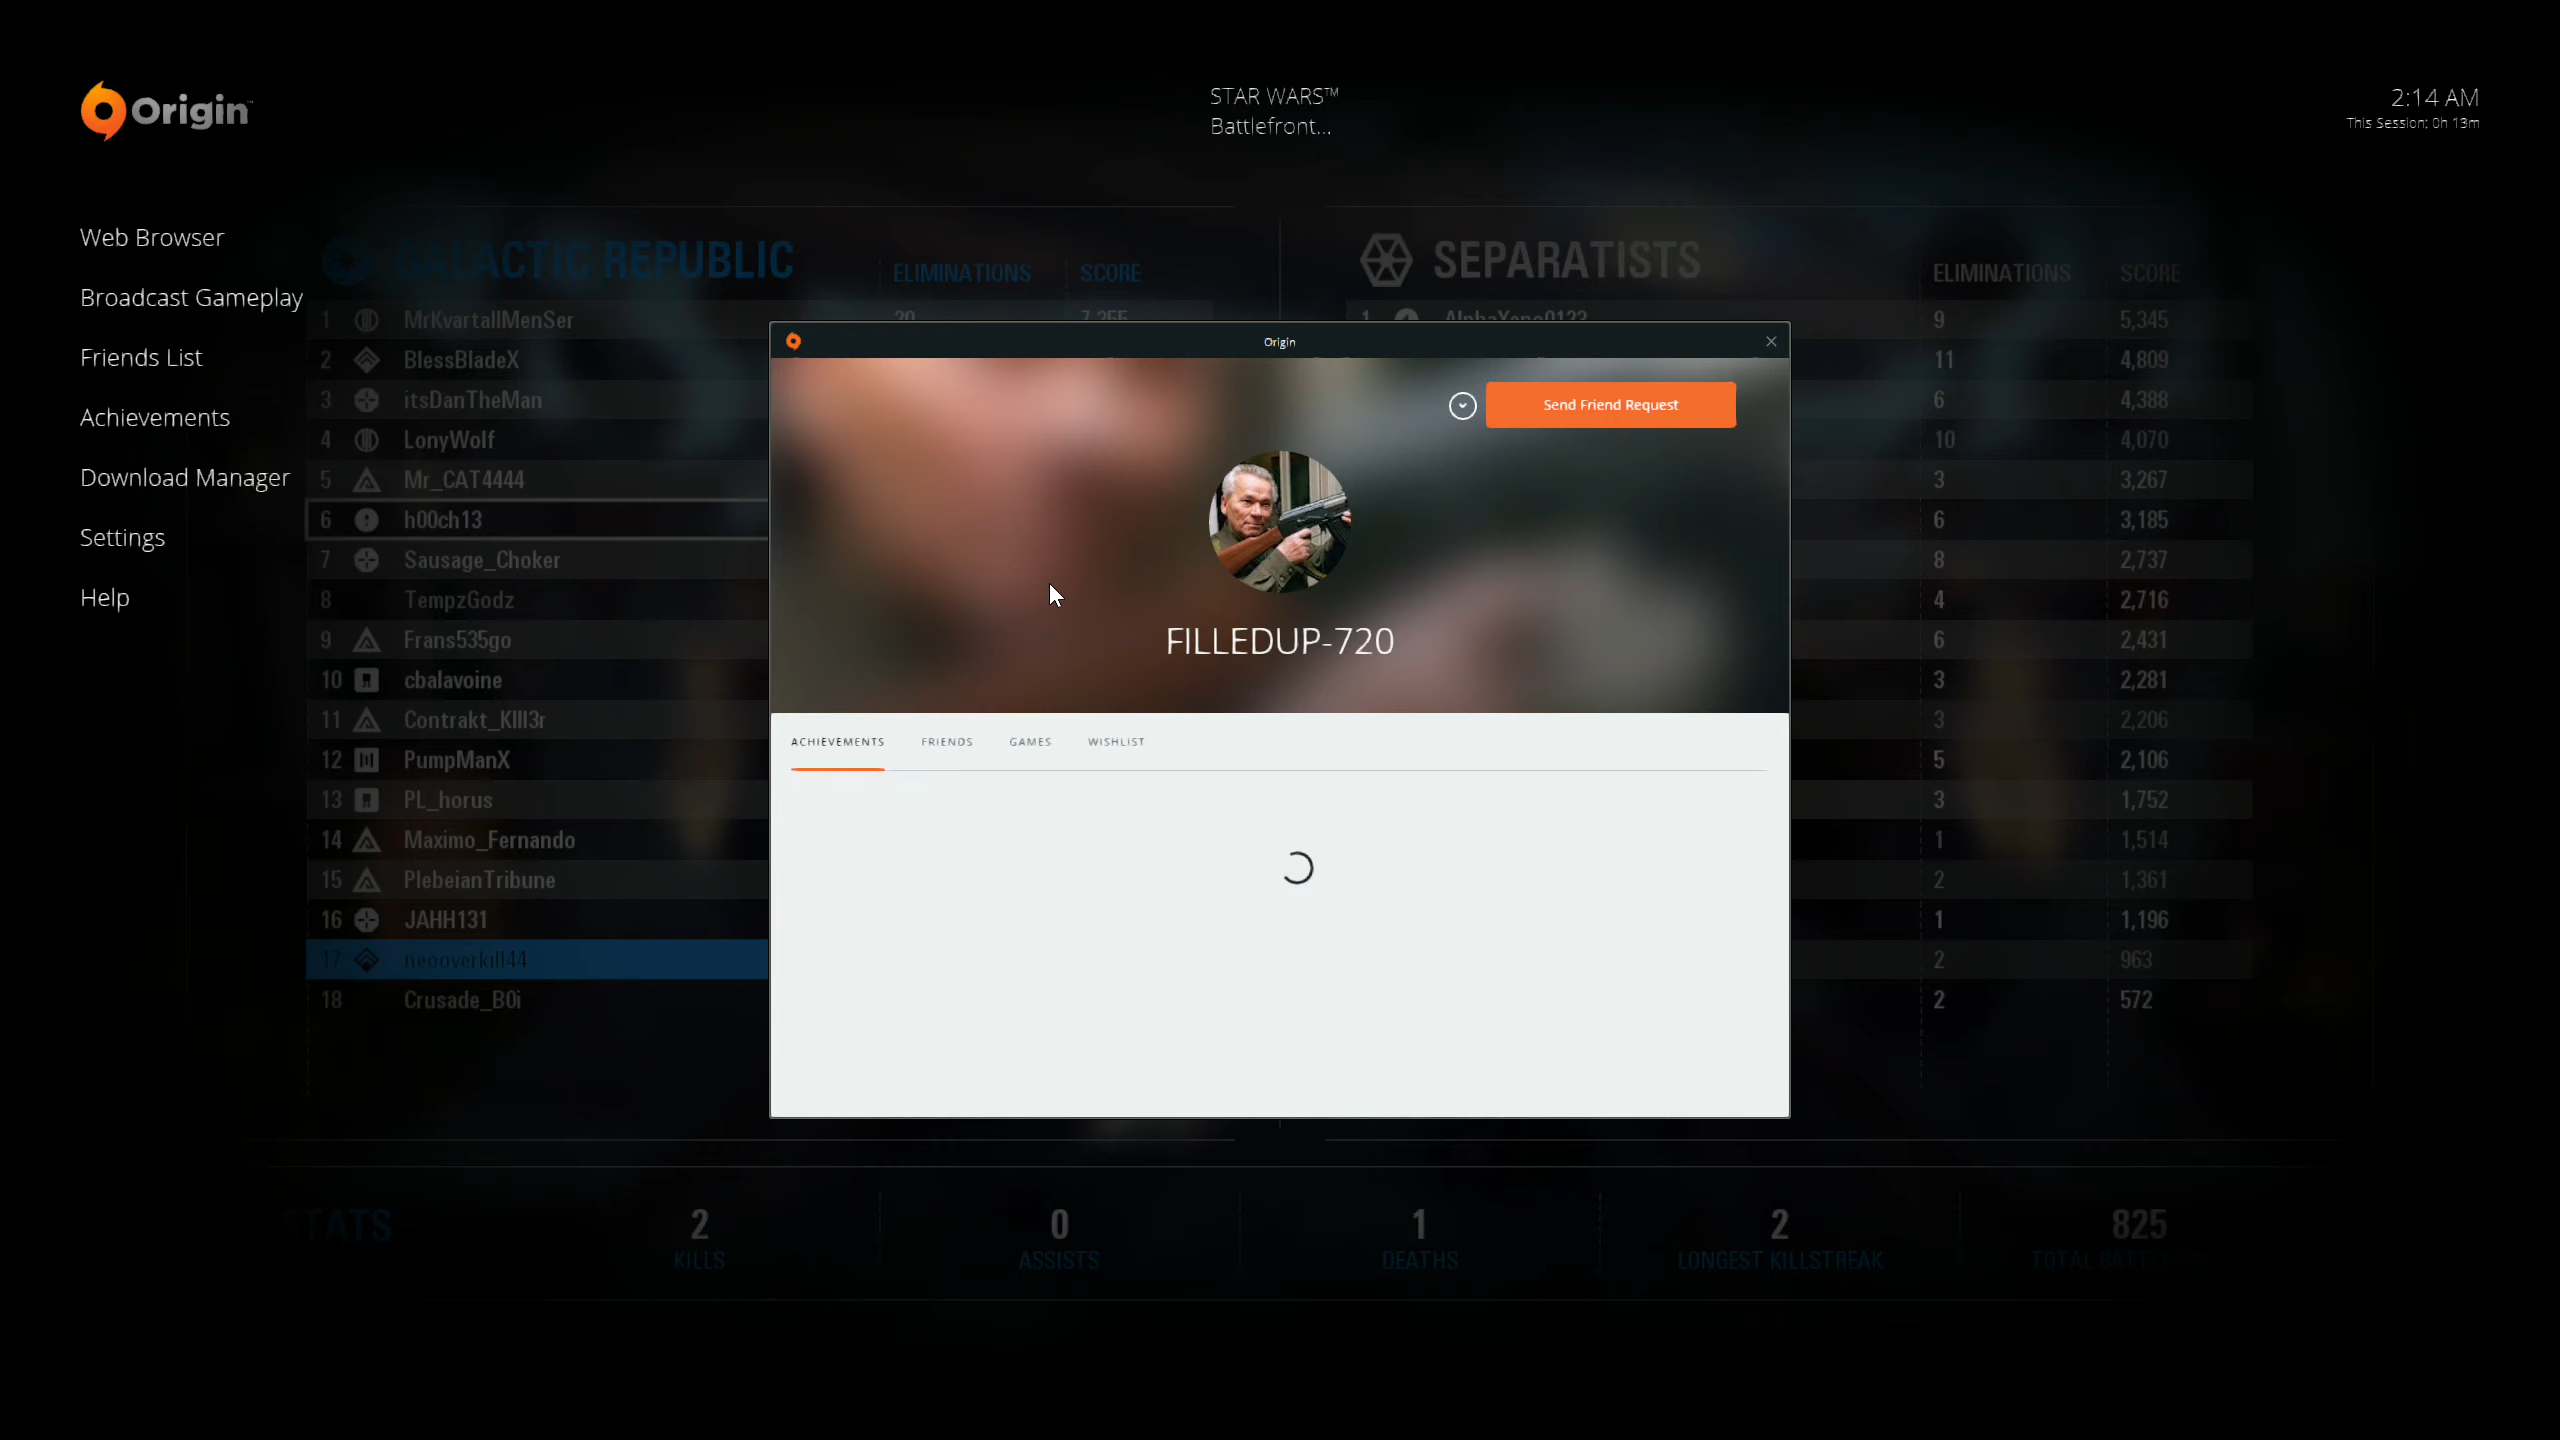 Origin
STAR WARS™
Battlefront...
2:14 AM
This Session: 0h 13m
Web Browser
Broadcast Gameplay
Friends List
Achievements
Download Manager
Settings
Help
GALACTIC REPUBLIC ELIMINATIONS SCORE
1 MrKvartallMenSer 20 7,255
2 BlessBladeX
3 itsDanTheMan
4 LonyWolf
5 Mr_CAT4444
6 h00ch13
7 Sausage_Choker
8 TempzGodz
9 Frans535go
10 cbalavoine
11 Contrakt_KIll3r
12 PumpManX
13 PL_horus
14 Maximo_Fernando
15 PlebeianTribune
16 JAHH131
17 neooverkill44
18 Crusade_B0i
SEPARATISTS ELIMINATIONS SCORE
1 9 5,345
11 4,809
6 4,388
10 4,070
3 3,267
6 3,185
8 2,737
4 2,716
6 2,431
3 2,281
3 2,206
5 2,106
3 1,752
1 1,514
2 1,361
1 1,196
2 963
2 572
Origin
Send Friend Request
FILLEDUP-720
ACHIEVEMENTS FRIENDS GAMES WISHLIST
STATS
2 0 1 2 825
KILLS ASSISTS DEATHS LONGEST KILLSTREAK TOTAL